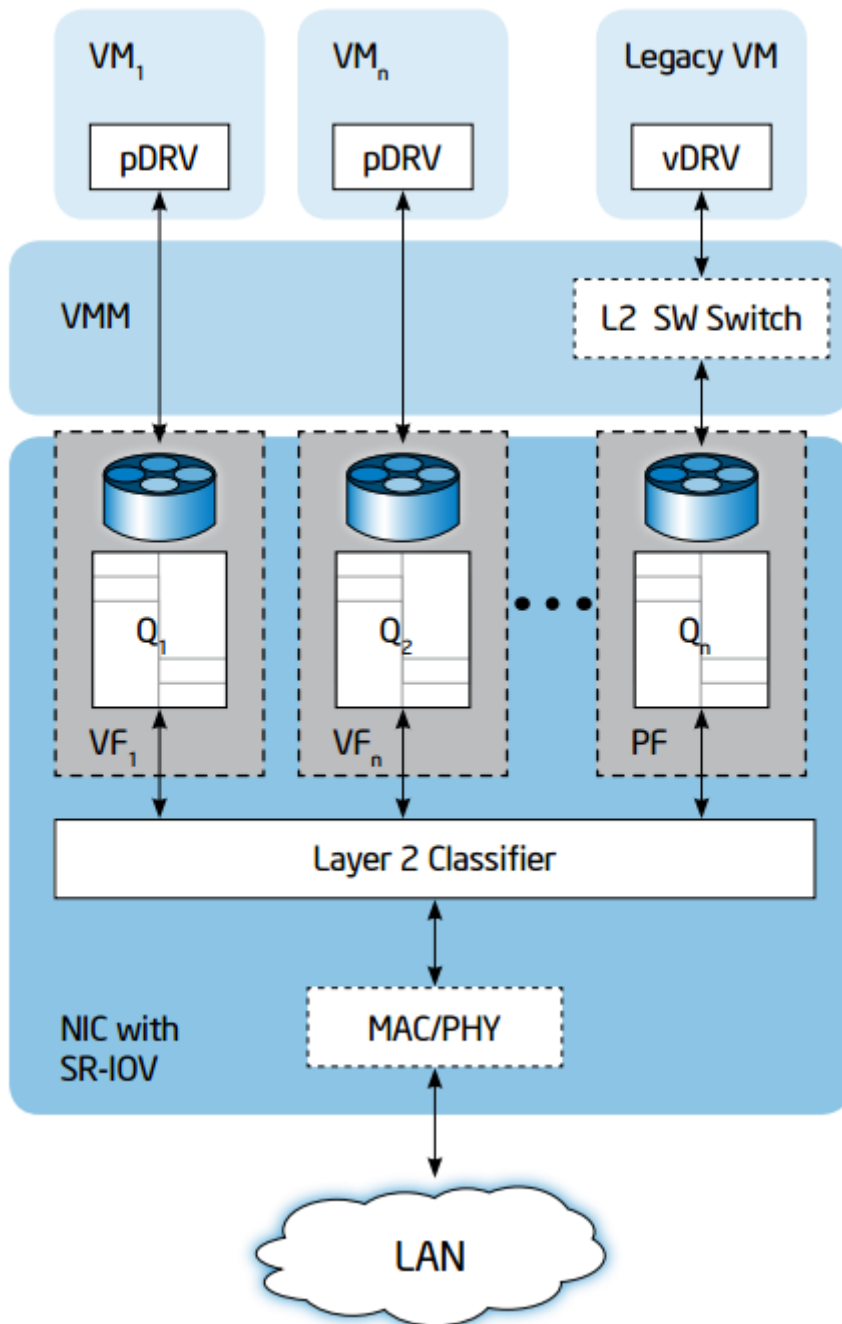 VM₁
VMₙ
Legacy VM
pDRV
pDRV
vDRV
VMM
L2 SW Switch
Q₁
Q₂
Qₙ
VF₁
VFₙ
PF
Layer 2 Classifier
NIC with
SR-IOV
MAC/PHY
LAN